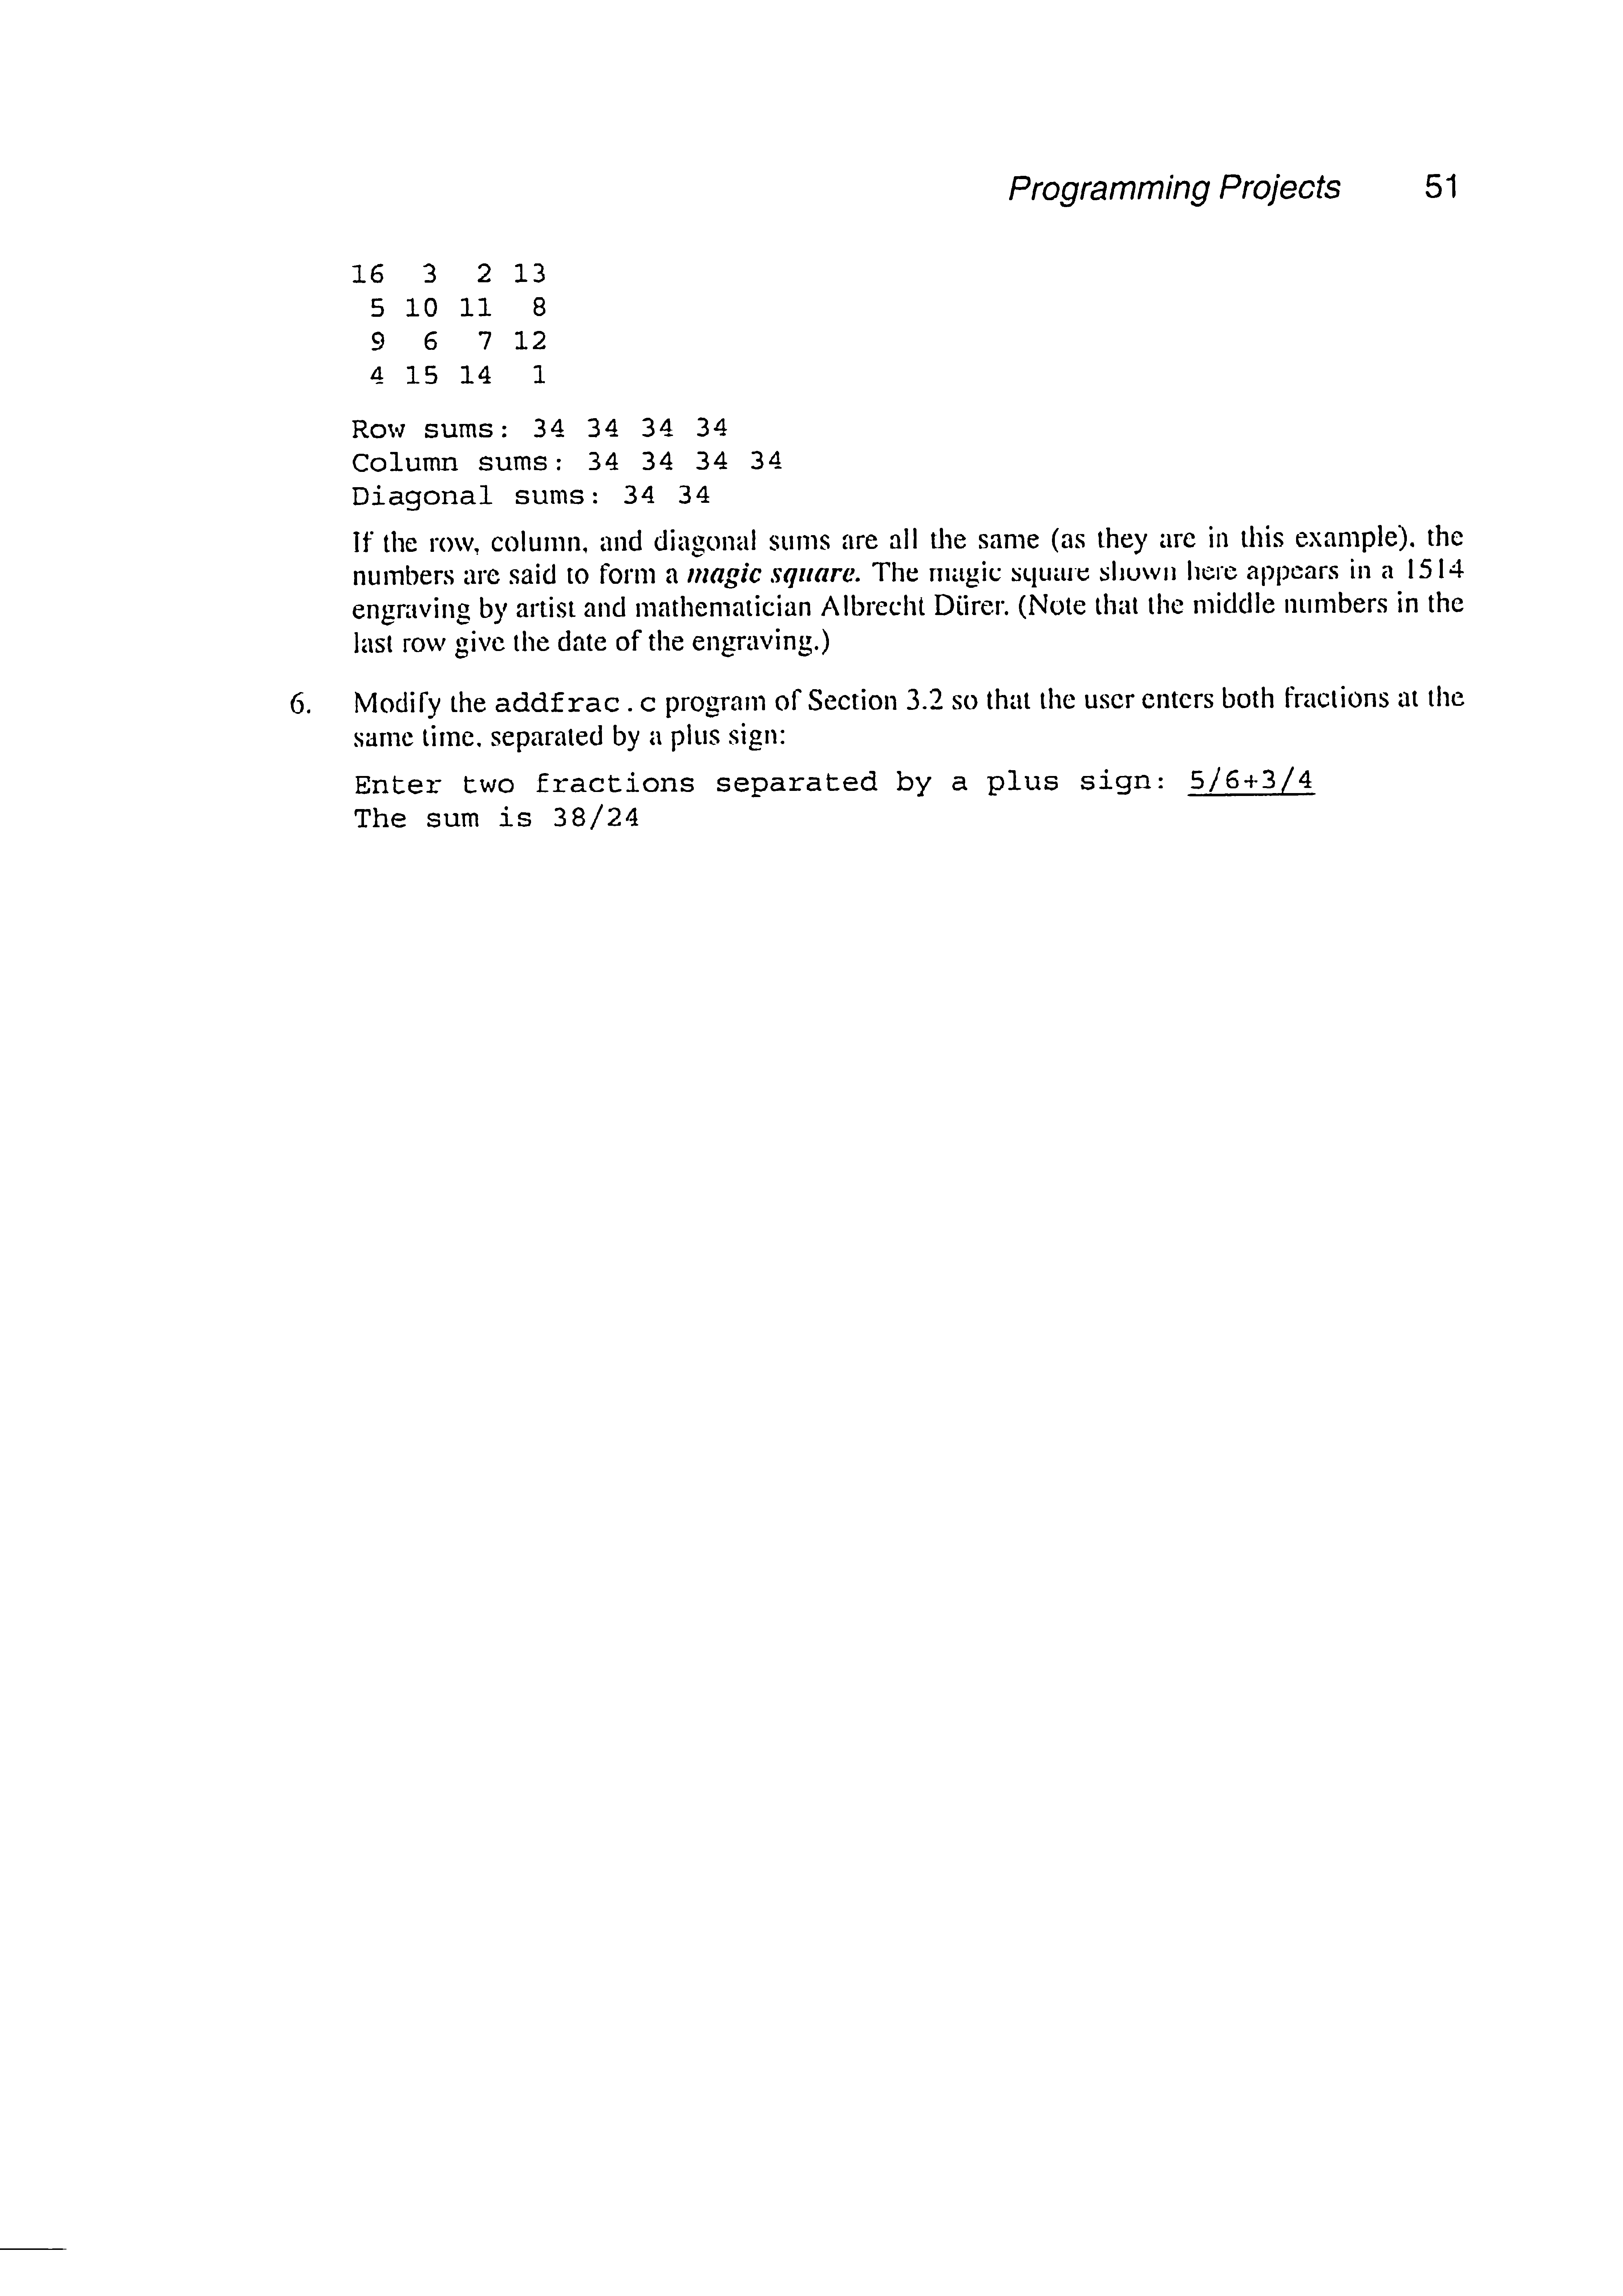 Programming Projects 51
16 3 2 13
5 10 11 8
9 6 7 12
4 15 14 1
Row sums: 34 34 34 34
Column sums: 34 34 34 34
Diagonal sums: 34 34
If the row, column, and diagonal sums are all the same (as they are in this example), the
numbers are said to form a magic square. The magic square shown here appears in a 1514
engraving by artist and mathematician Albrecht Dürer. (Note that the middle numbers in the
last row give the date of the engraving.)
6. Modify the addfrac.c program of Section 3.2 so that the user enters both fractions at the
same time, separated by a plus sign:
Enter two fractions separated by a plus sign: 5/6+3/4
The sum is 38/24